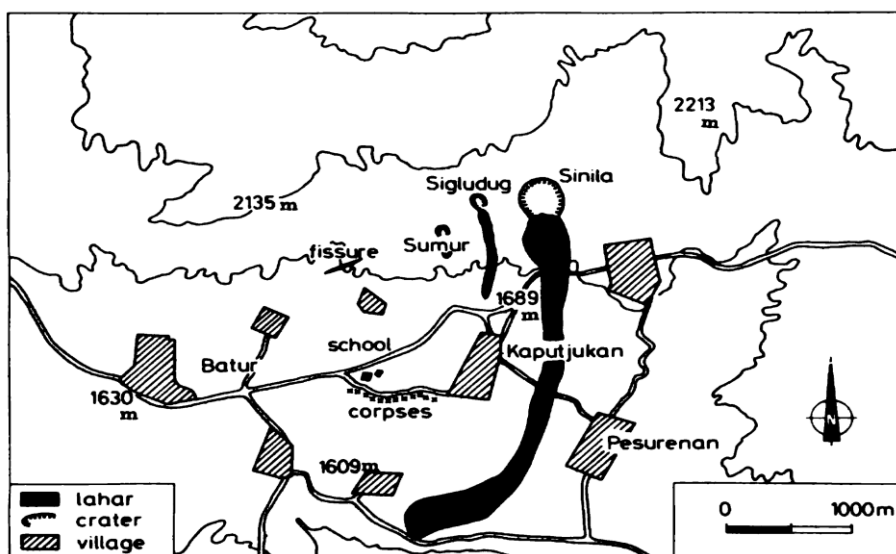 2213
m
Sinila
Sigludug
2135 m
Sumur
fissure
1689
m
school
Kaputjukan
Batur
1630
m
corpses
N
Pesurenan
1609m
lahar
crater
village
0 1000m